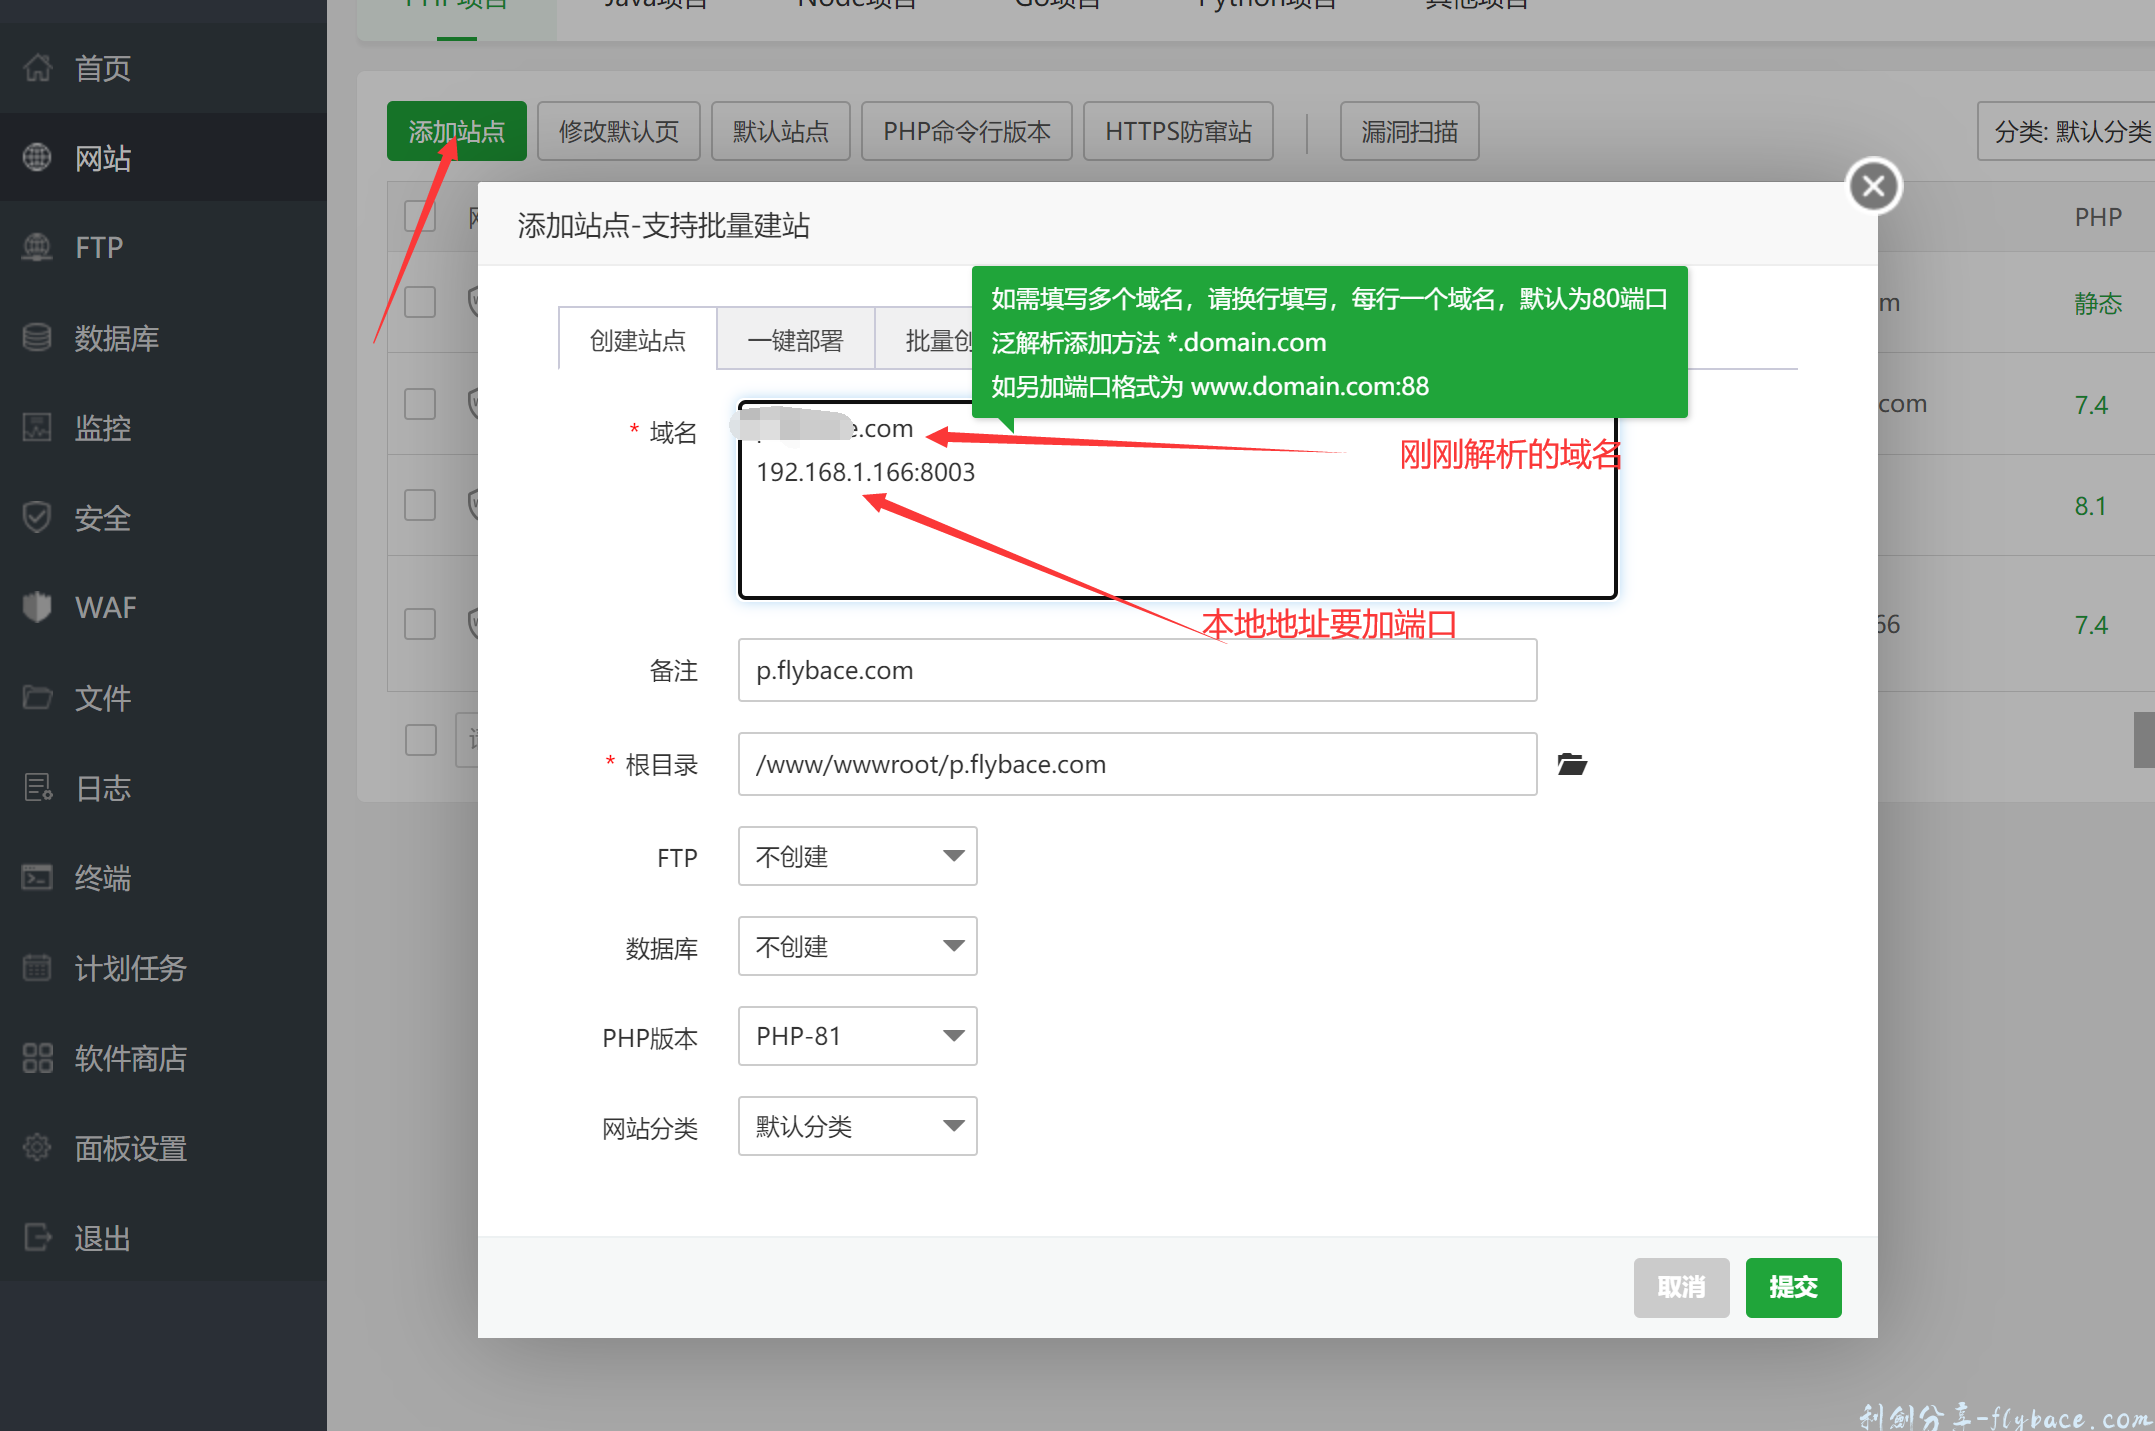 PHP项目
Java项目
Node项目
Go项目
Python项目
其他项目
首页
网站
FTP
数据库
监控
安全
WAF
文件
日志
终端
计划任务
软件商店
面板设置
退出
添加站点
修改默认页
默认站点
PHP命令行版本
HTTPS防窜站
漏洞扫描
分类: 默认分类
PHP
静态
com
7.4
8.1
66
7.4
添加站点-支持批量建站
创建站点
一键部署
批量创
如需填写多个域名，请换行填写，每行一个域名，默认为80端口
泛解析添加方法 *.domain.com
如另加端口格式为 www.domain.com:88
* 域名
e.com
192.168.1.166:8003
刚刚解析的域名
本地地址要加端口
备注
p.flybace.com
* 根目录
/www/wwwroot/p.flybace.com
FTP
不创建
数据库
不创建
PHP版本
PHP-81
网站分类
默认分类
取消
提交
利創分享-flybace.com